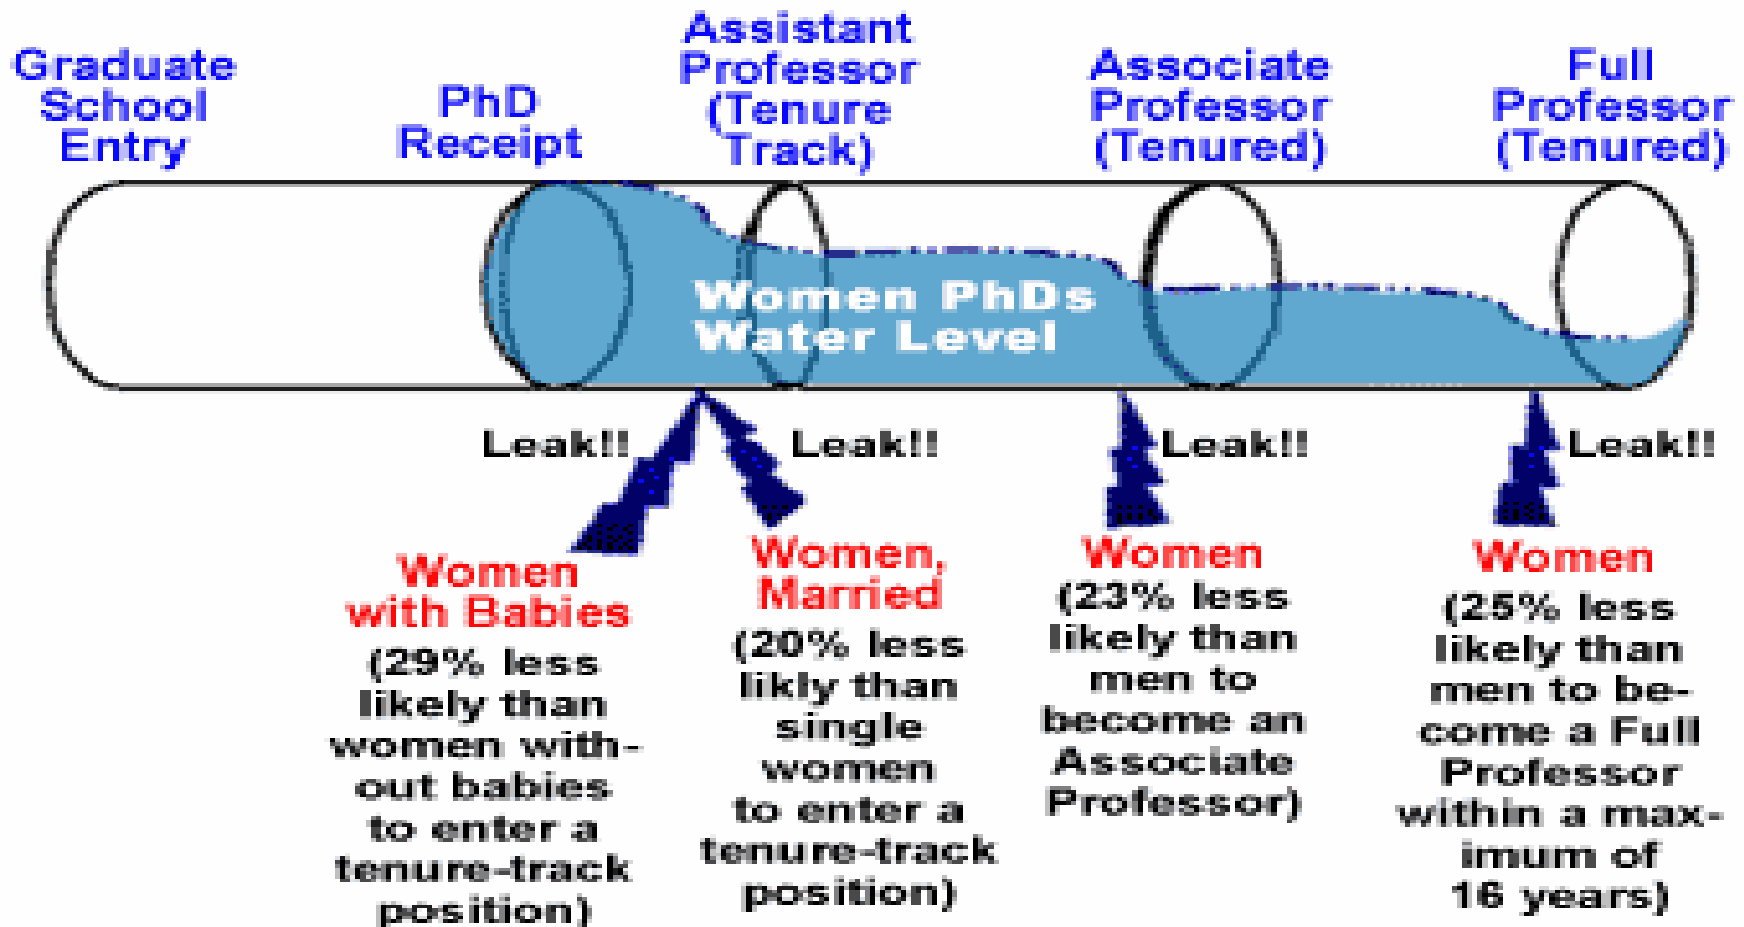 Graduate
School
Entry
PhD
Receipt
Assistant
Professor
(Tenure
Track)
Associate
Professor
(Tenured)
Full
Professor
(Tenured)
Women PhDs
Water Level
Leak!!
Leak!!
Leak!!
Leak!!
Women
with Babies
(29% less
likely than
women with-
out babies
to enter a
tenure-track
position)
Women,
Married
(20% less
likly than
single
women
to enter a
tenure-track
position)
Women
(23% less
likely than
men to
become an
Associate
Professor)
Women
(25% less
likely than
men to be-
come a Full
Professor
within a max-
imum of
16 years)